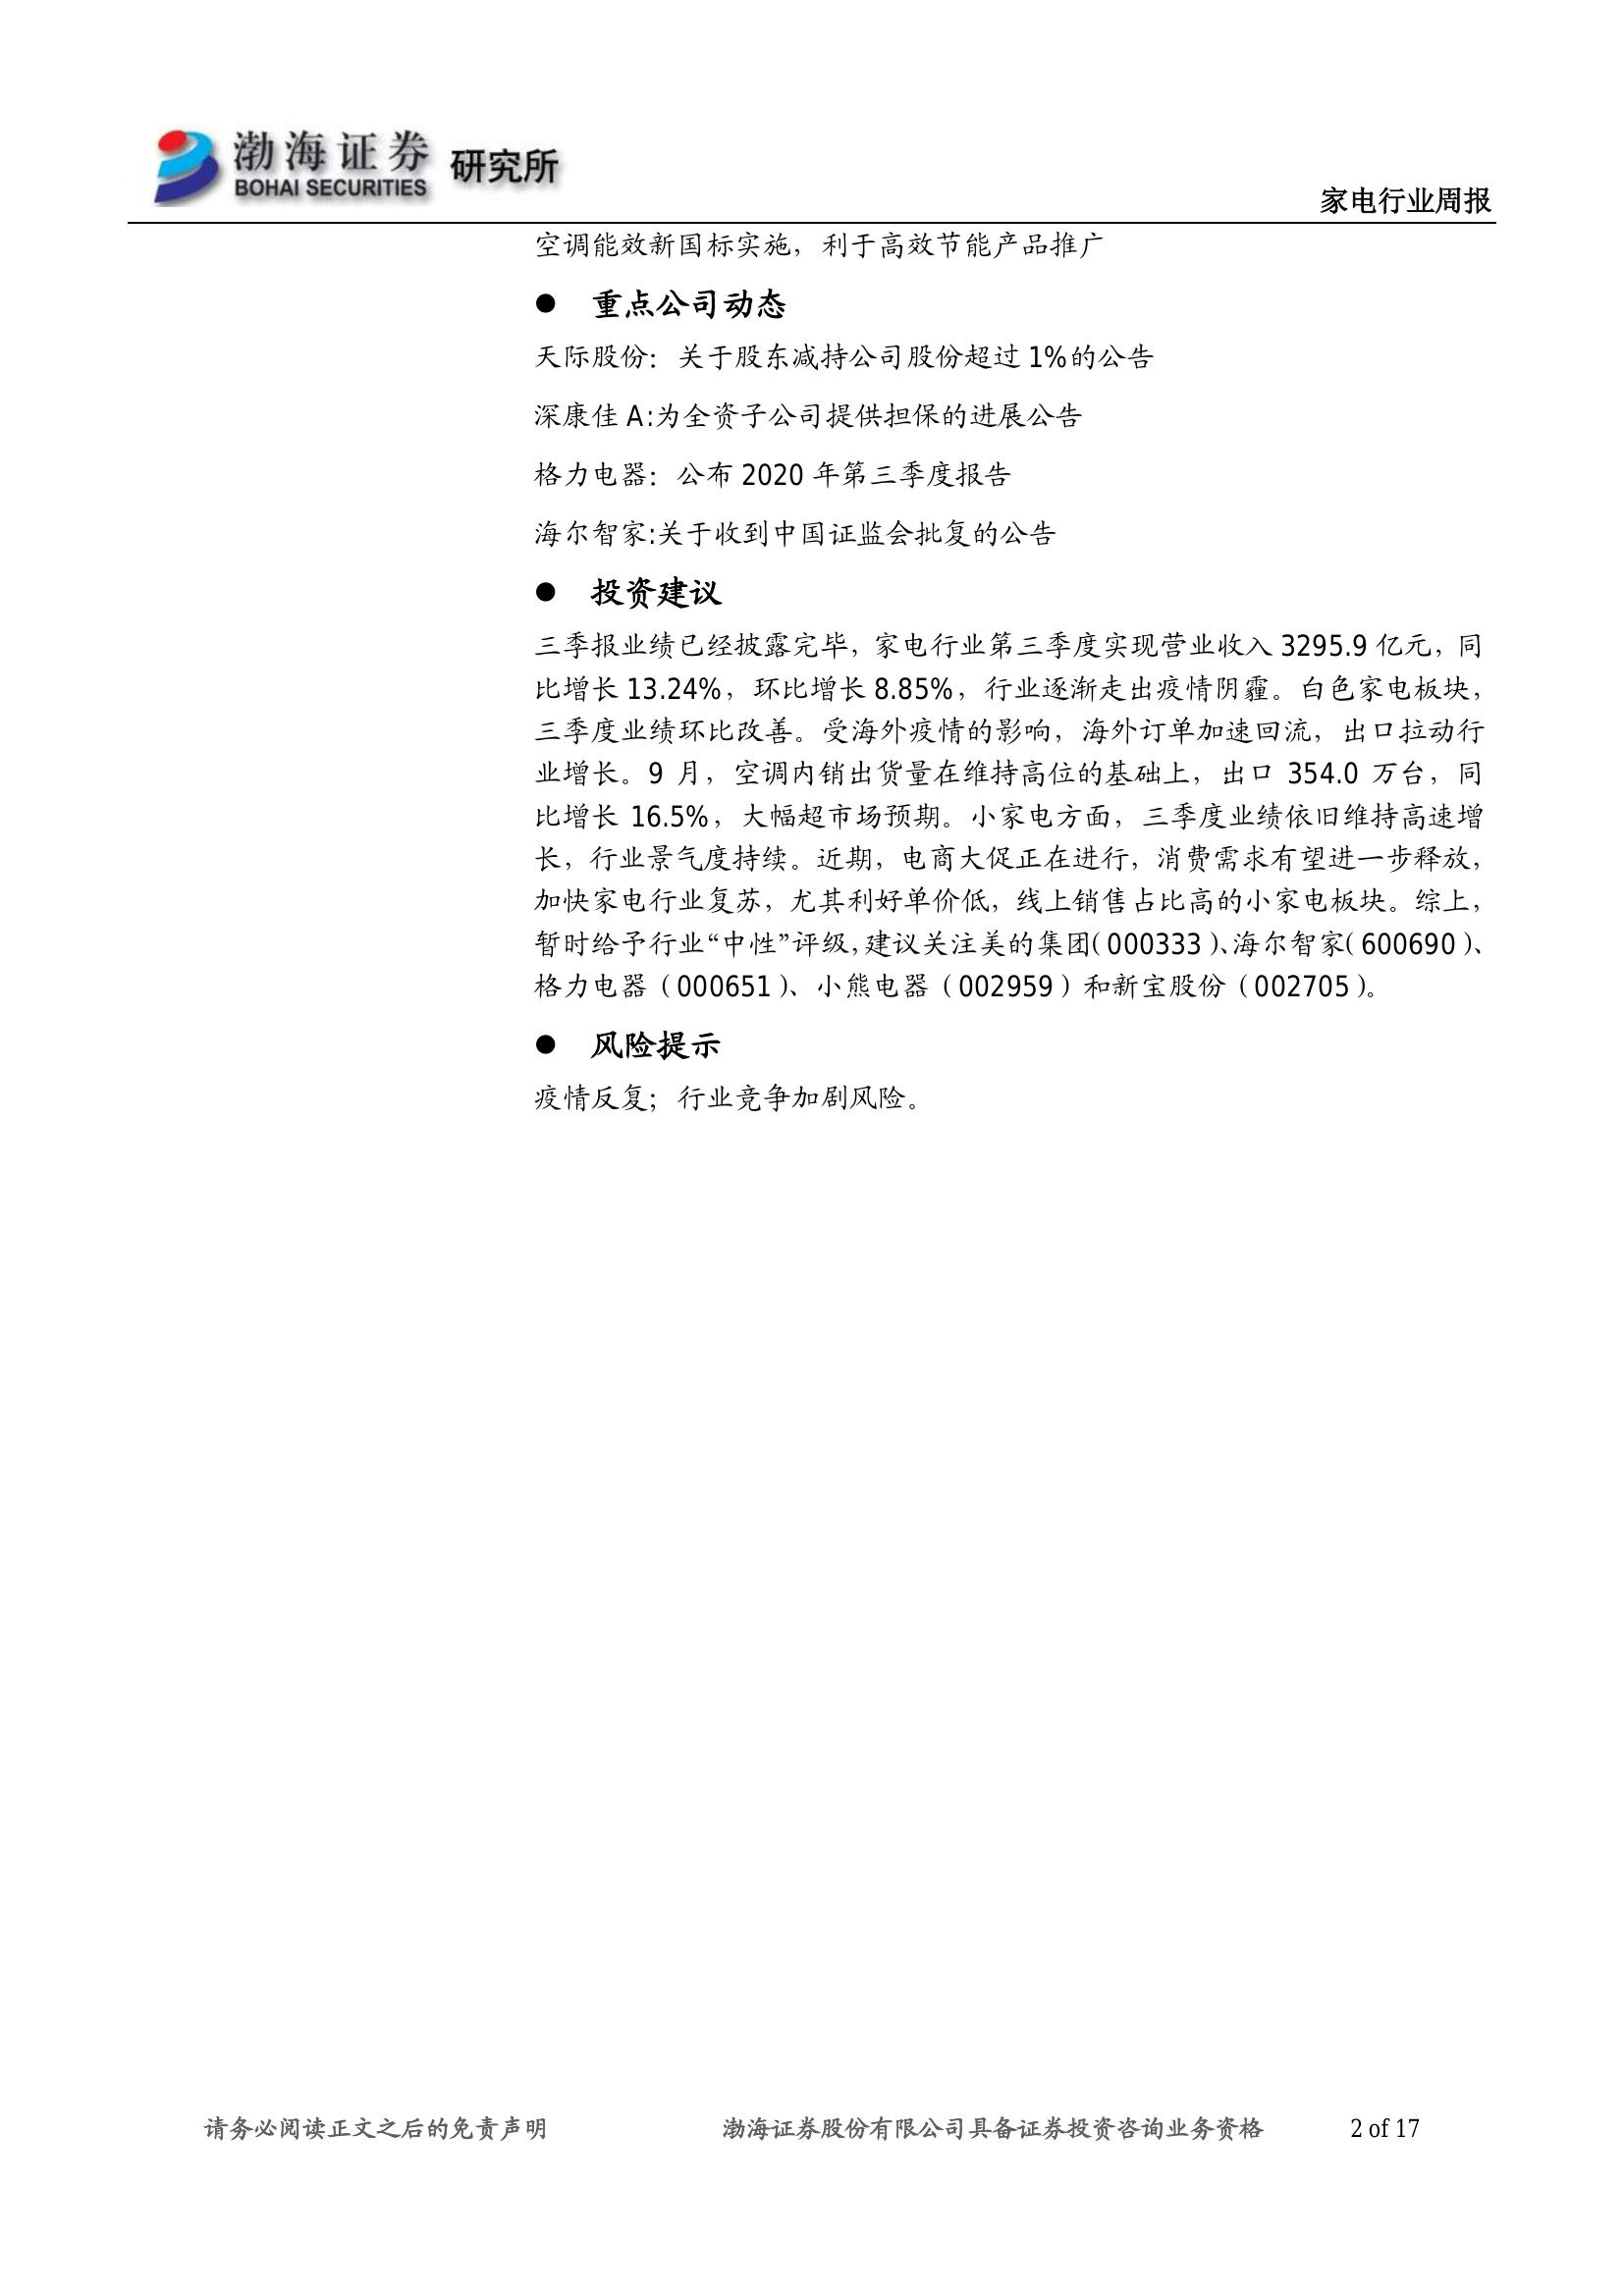 渤海证券 研究所
BOHAI SECURITIES
家电行业周报
空调能效新国标实施，利于高效节能产品推广
● 重点公司动态
天际股份：关于股东减持公司股份超过 1%的公告
深康佳 A:为全资子公司提供担保的进展公告
格力电器：公布 2020 年第三季度报告
海尔智家:关于收到中国证监会批复的公告
● 投资建议
三季报业绩已经披露完毕，家电行业第三季度实现营业收入 3295.9 亿元，同
比增长 13.24%，环比增长 8.85%，行业逐渐走出疫情阴霾。白色家电板块，
三季度业绩环比改善。受海外疫情的影响，海外订单加速回流，出口拉动行
业增长。9 月，空调内销出货量在维持高位的基础上，出口 354.0 万台，同
比增长 16.5%，大幅超市场预期。小家电方面，三季度业绩依旧维持高速增
长，行业景气度持续。近期，电商大促正在进行，消费需求有望进一步释放，
加快家电行业复苏，尤其利好单价低，线上销售占比高的小家电板块。综上，
暂时给予行业“中性”评级，建议关注美的集团（000333）、海尔智家（600690）、
格力电器（000651）、小熊电器（002959）和新宝股份（002705）。
● 风险提示
疫情反复；行业竞争加剧风险。
请务必阅读正文之后的免责声明 渤海证券股份有限公司具备证券投资咨询业务资格 2 of 17